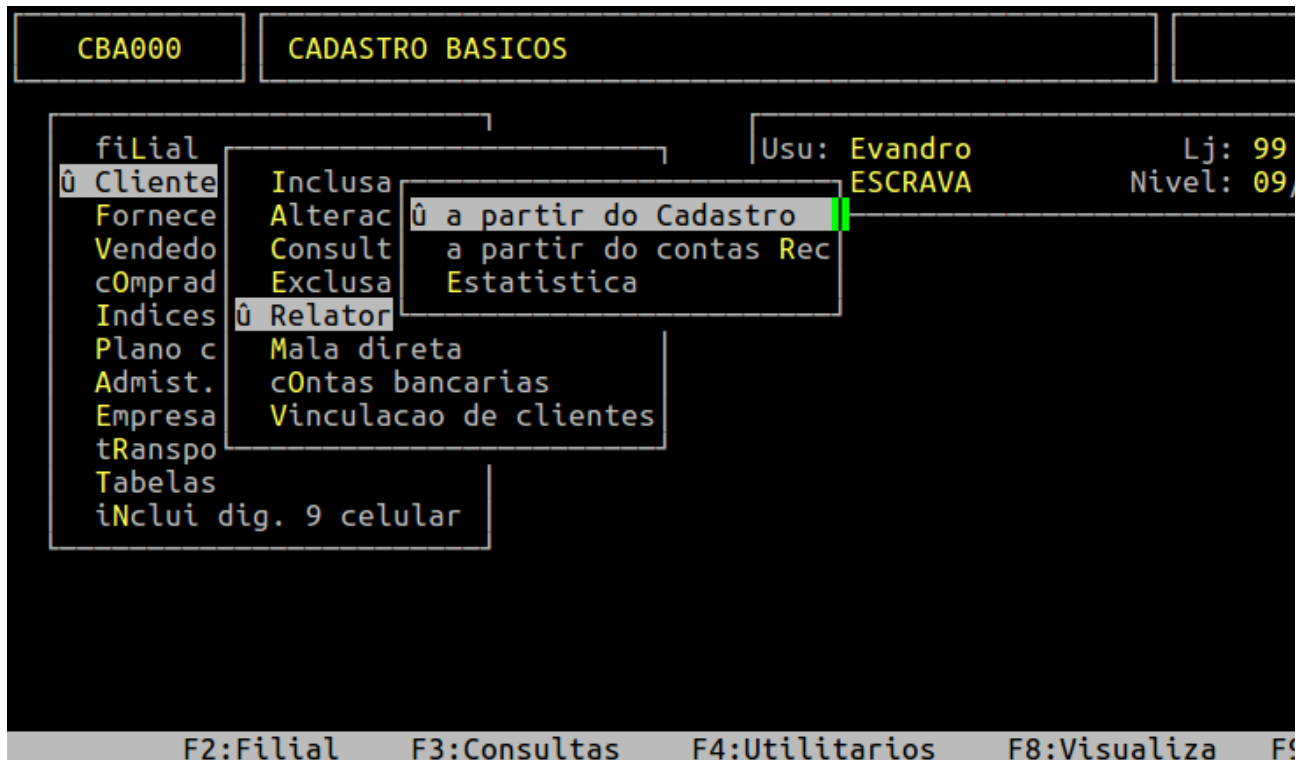 CBA000 CADASTRO BASICOS
fiLial
Usu: Evandro Lj: 99
û Cliente Inclusa ESCRAVA Nivel: 09/
Fornece Alterac û a partir do Cadastro
Vendedo Consult a partir do contas Rec
cOmprad Exclusa Estatistica
Indices û Relator
Plano c Mala direta
Admist. cOntas bancarias
Empresa Vinculacao de clientes
tRanspo
Tabelas
iNclui dig. 9 celular
F2:Filial F3:Consultas F4:Utilitarios F8:Visualiza